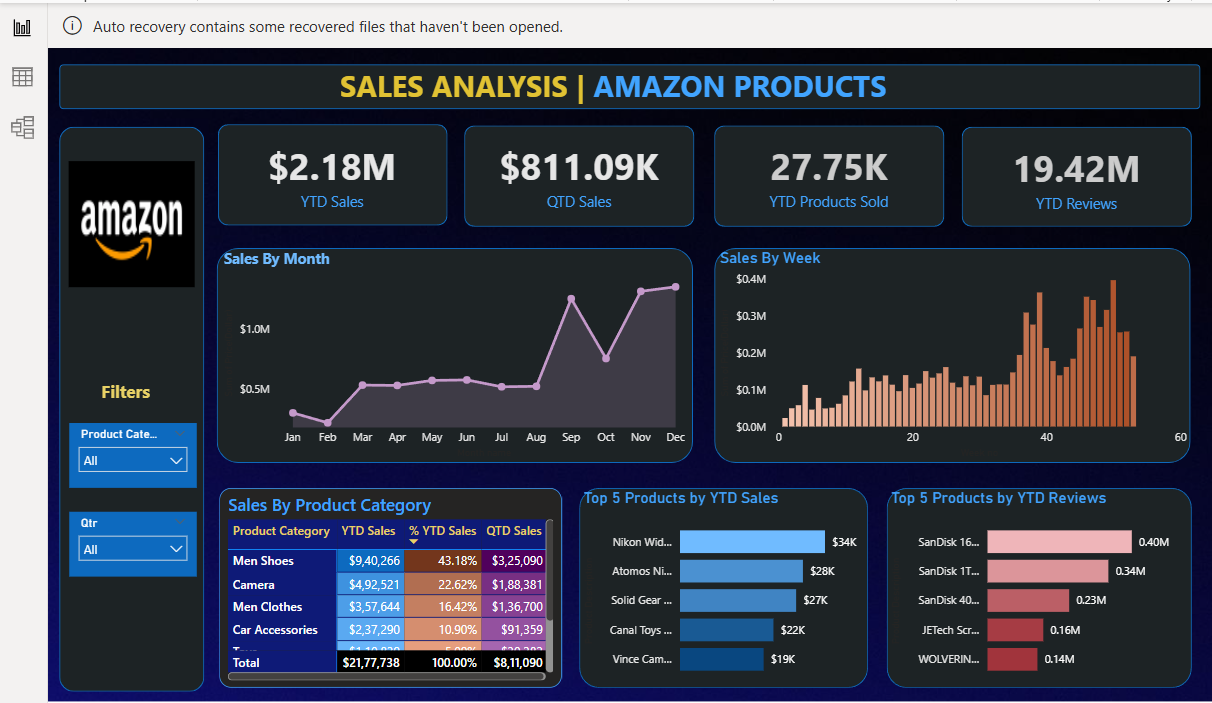 Auto recovery contains some recovered files that haven't been opened.
SALES ANALYSIS | AMAZON PRODUCTS
amazon
$2.18M
YTD Sales
$811.09K
QTD Sales
27.75K
YTD Products Sold
19.42M
YTD Reviews
Filters
Product Cate...
All
Qtr
All
Sales By Month
$1.0M
$0.5M
Jan Feb Mar Apr May Jun Jul Aug Sep Oct Nov Dec
Sales By Week
$0.4M
$0.3M
$0.2M
$0.1M
$0.0M
0 20 40 60
Sales By Product Category
Product Category YTD Sales % YTD Sales QTD Sales
Men Shoes $9,40,266 43.18% $3,25,090
Camera $4,92,521 22.62% $1,88,381
Men Clothes $3,57,644 16.42% $1,36,700
Car Accessories $2,37,290 10.90% $91,359
Total $21,77,738 100.00% $8,11,090
Top 5 Products by YTD Sales
Nikon Wid... $34K
Atomos Ni... $28K
Solid Gear ... $27K
Canal Toys ... $22K
Vince Cam... $19K
Top 5 Products by YTD Reviews
SanDisk 16... 0.40M
SanDisk 1T... 0.34M
SanDisk 40... 0.23M
JETech Scr... 0.16M
WOLVERIN... 0.14M